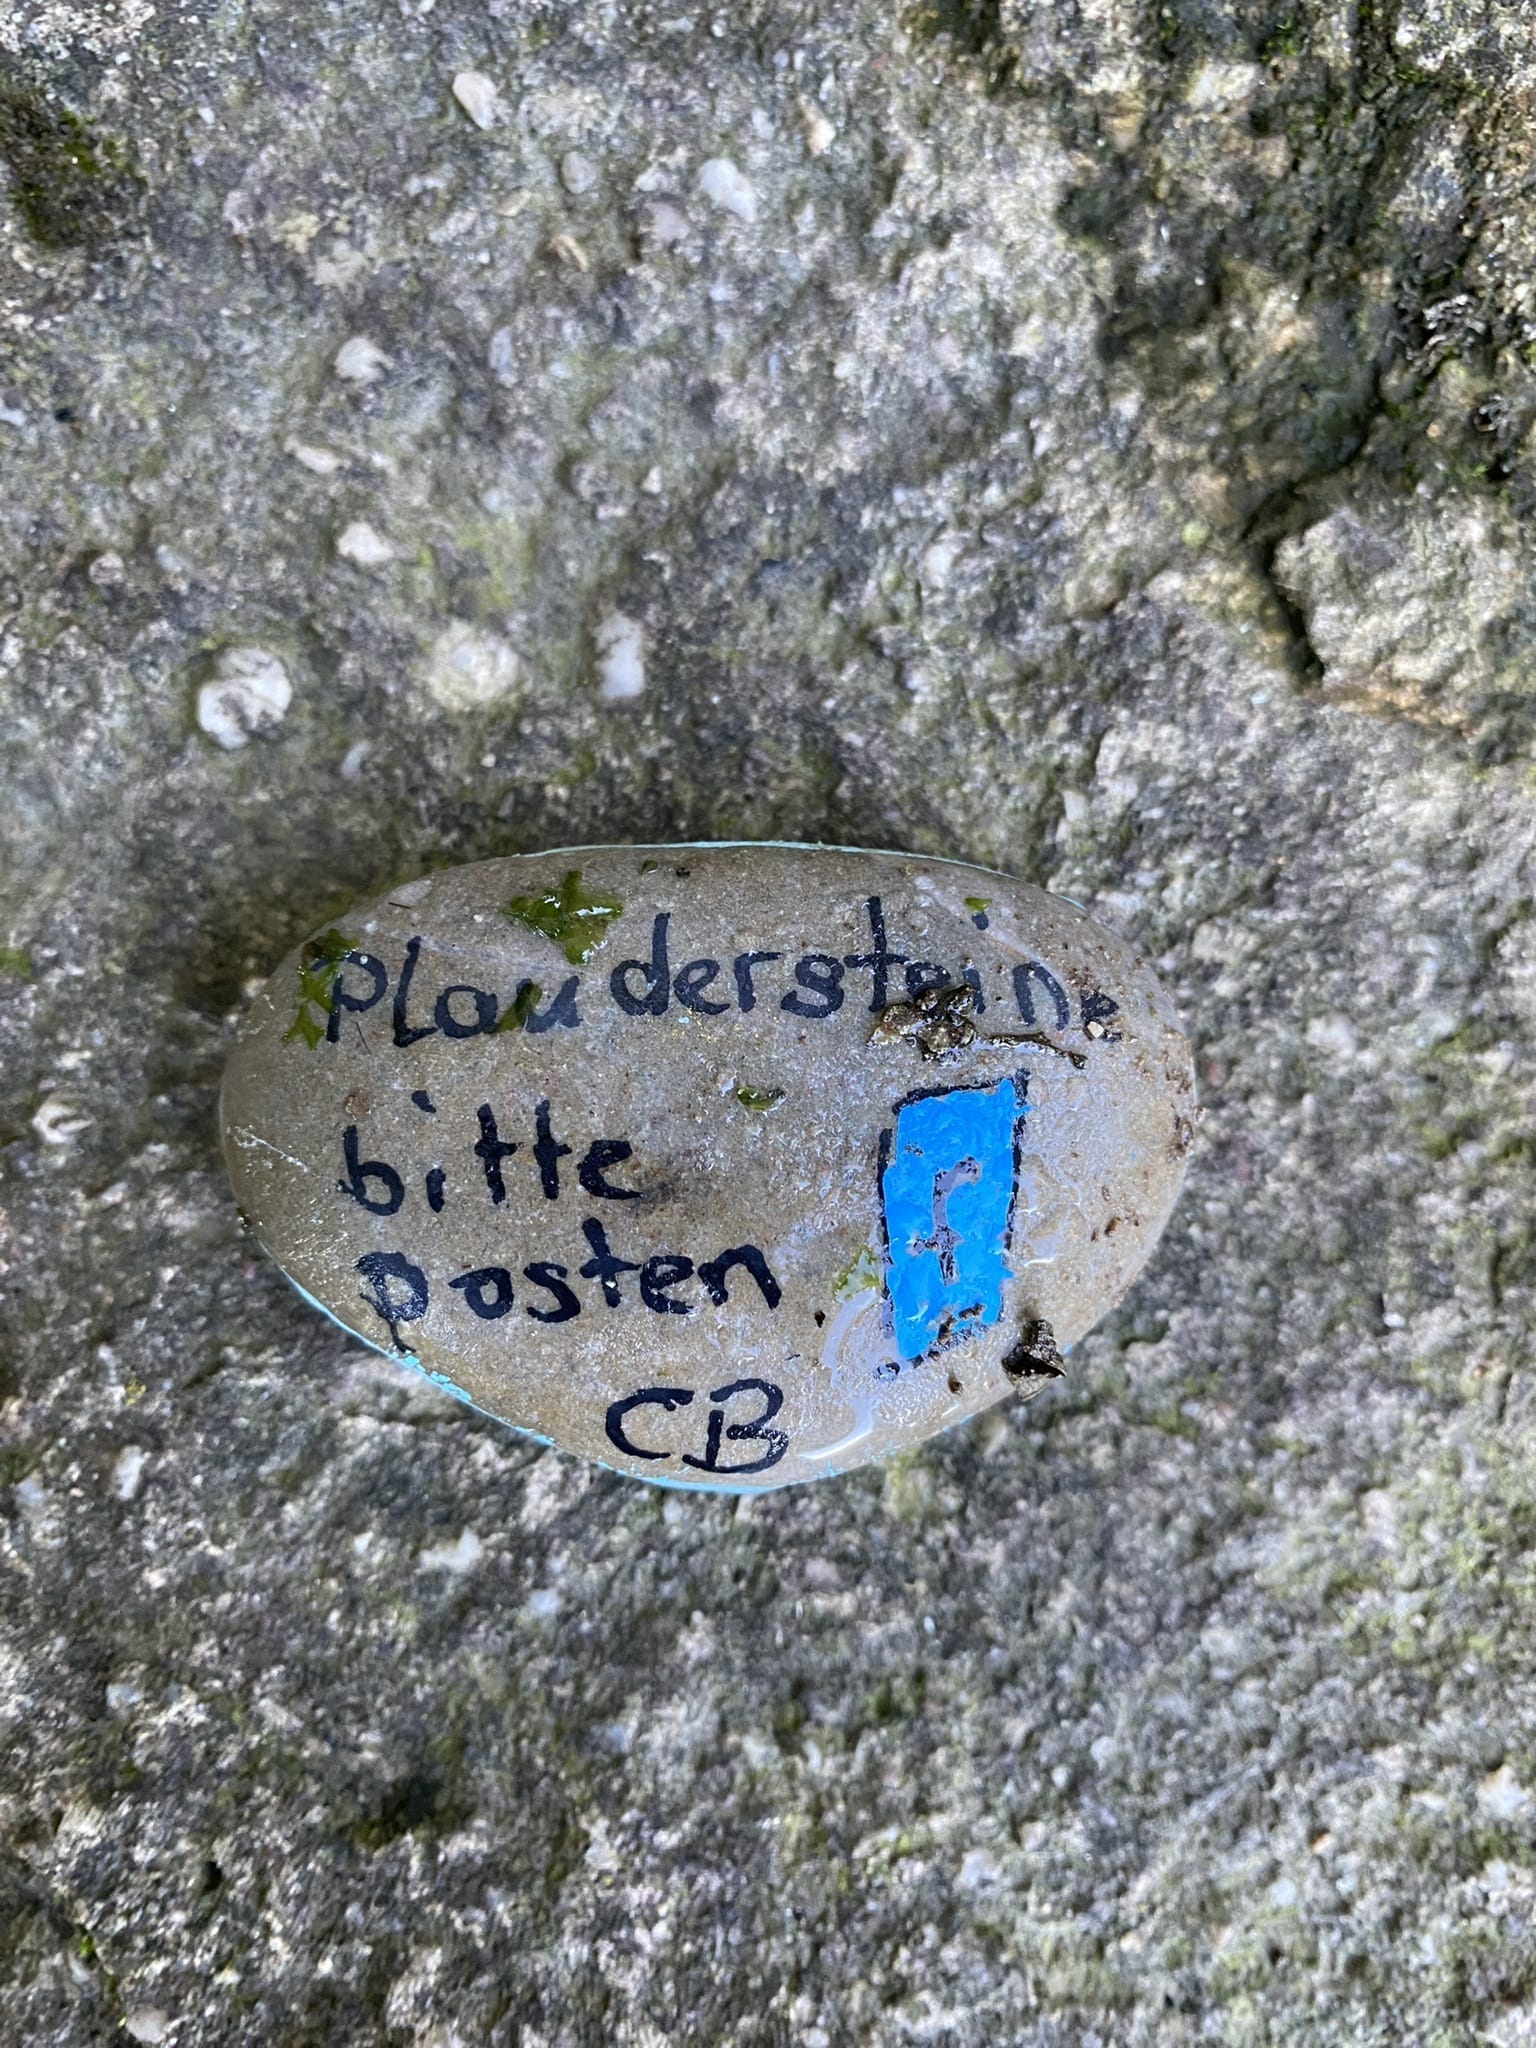 Plaudersteine
bitte
posten
f
CB